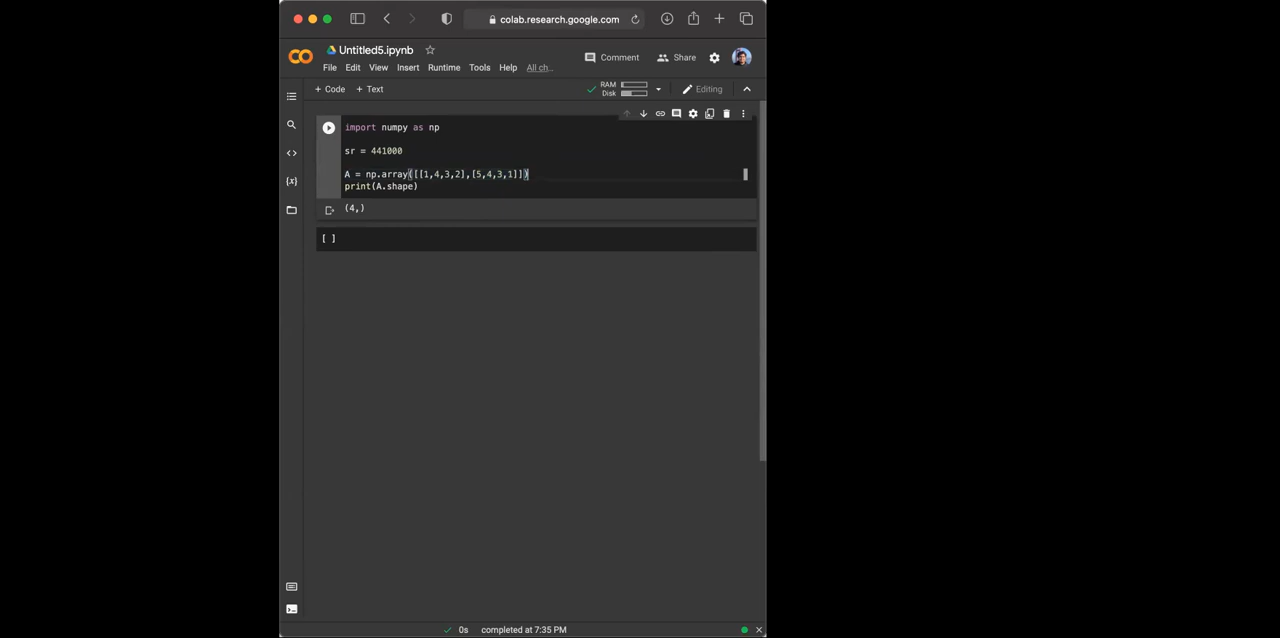 colab.research.google.com
Untitled5.ipynb
Comment
Share
File Edit View Insert Runtime Tools Help All ch...
+ Code + Text
RAM
Disk
Editing
import numpy as np
sr = 441000
A = np.array([[1,4,3,2],[5,4,3,1]])
print(A.shape)
(4,)
[ ]
0s completed at 7:35 PM